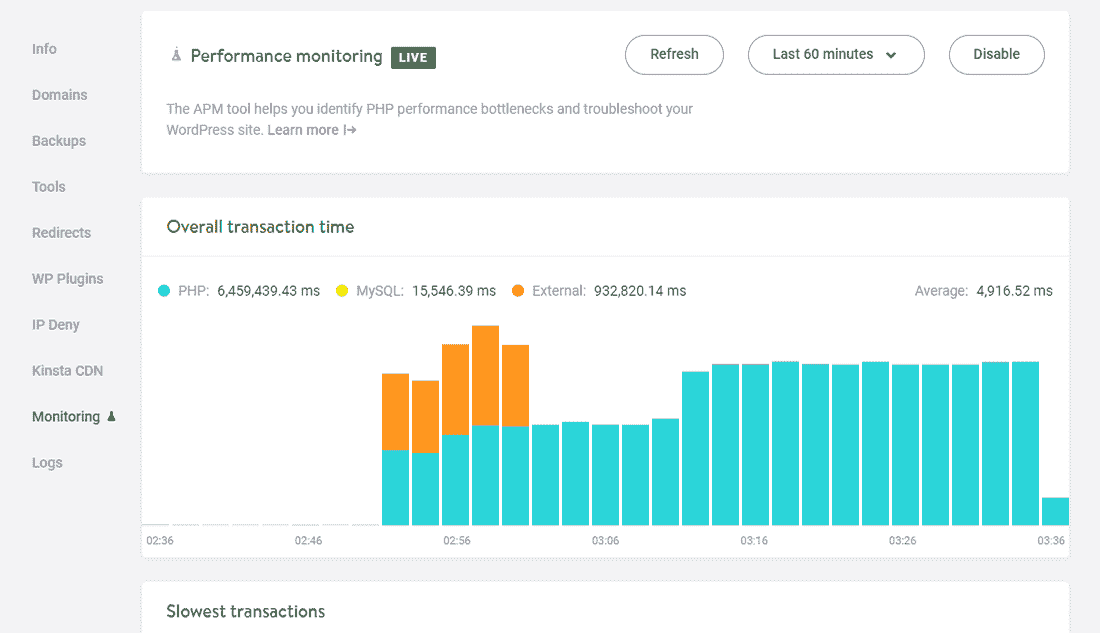 Info
Domains
Backups
Tools
Redirects
WP Plugins
IP Deny
Kinsta CDN
Monitoring
Logs
Performance monitoring LIVE
Refresh
Last 60 minutes
Disable
The APM tool helps you identify PHP performance bottlenecks and troubleshoot your
WordPress site. Learn more
Overall transaction time
PHP: 6,459,439.43 ms MySQL: 15,546.39 ms External: 932,820.14 ms Average: 4,916.52 ms
02:36 02:46 02:56 03:06 03:16 03:26 03:36
Slowest transactions